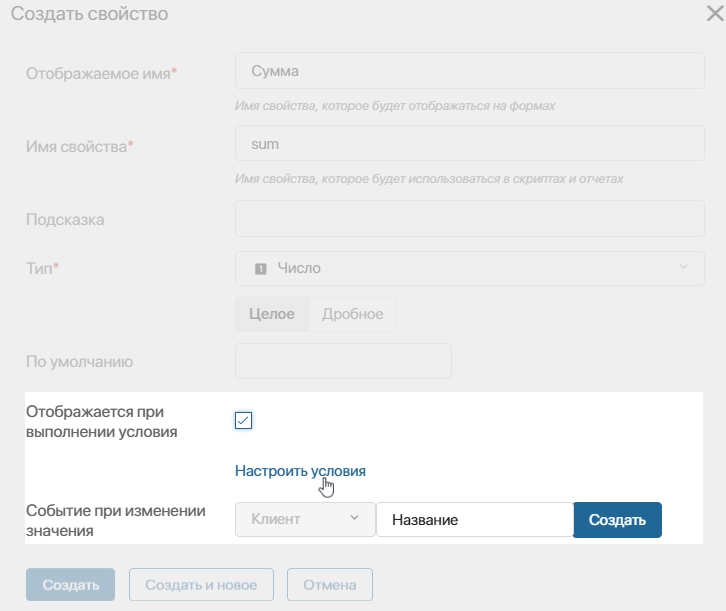 Создать свойство
Отображаемое имя*
Сумма
Имя свойства, которое будет отображаться на формах
Имя свойства*
sum
Имя свойства, которое будет использоваться в скриптах и отчетах
Подсказка
Тип*
1 Число
Целое Дробное
По умолчанию
Отображается при
выполнении условия
Настроить условия
Событие при изменении
значения
Клиент Название Создать
Создать Создать и новое Отмена